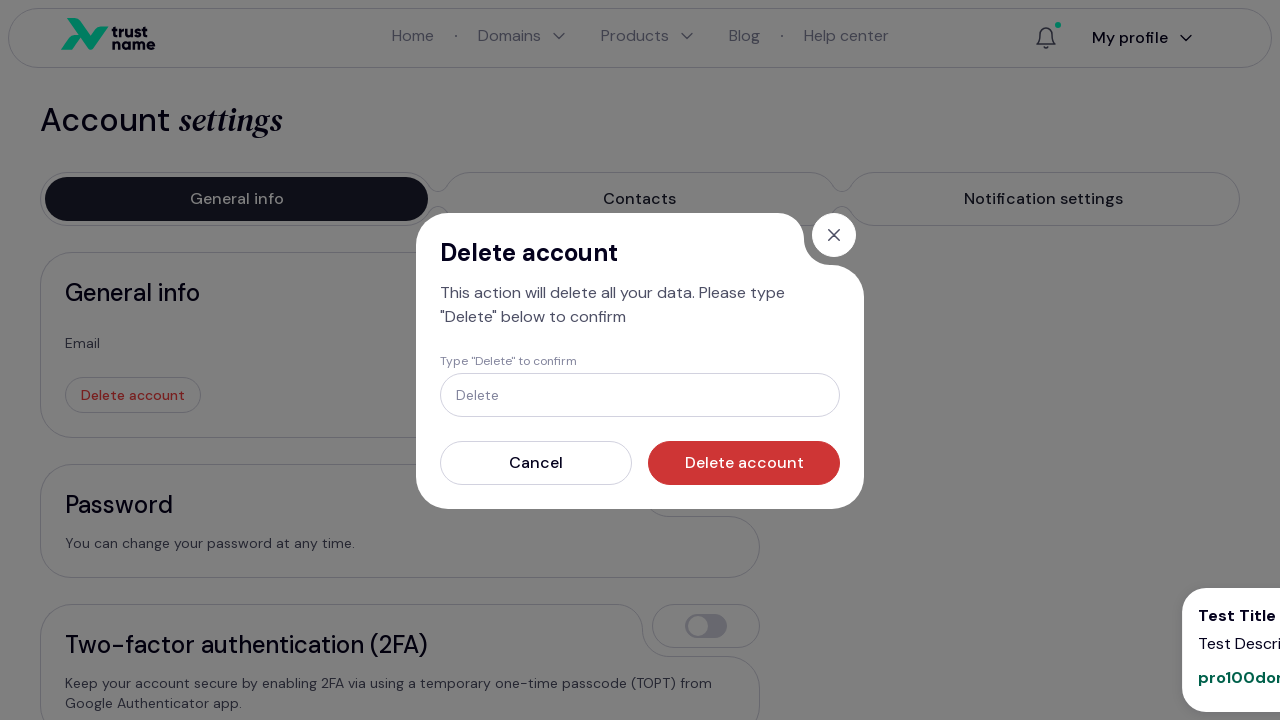 trust
name
Home · Domains Products Blog · Help center
My profile
Account settings
General info
Contacts
Notification settings
General info
Email
Delete account
Delete account
This action will delete all your data. Please type
"Delete" below to confirm
Type "Delete" to confirm
Delete
Cancel
Delete account
Password
You can change your password at any time.
Two-factor authentication (2FA)
Keep your account secure by enabling 2FA via using a temporary one-time passcode (TOPT) from
Google Authenticator app.
Test Title
Test Descri
pro100dor